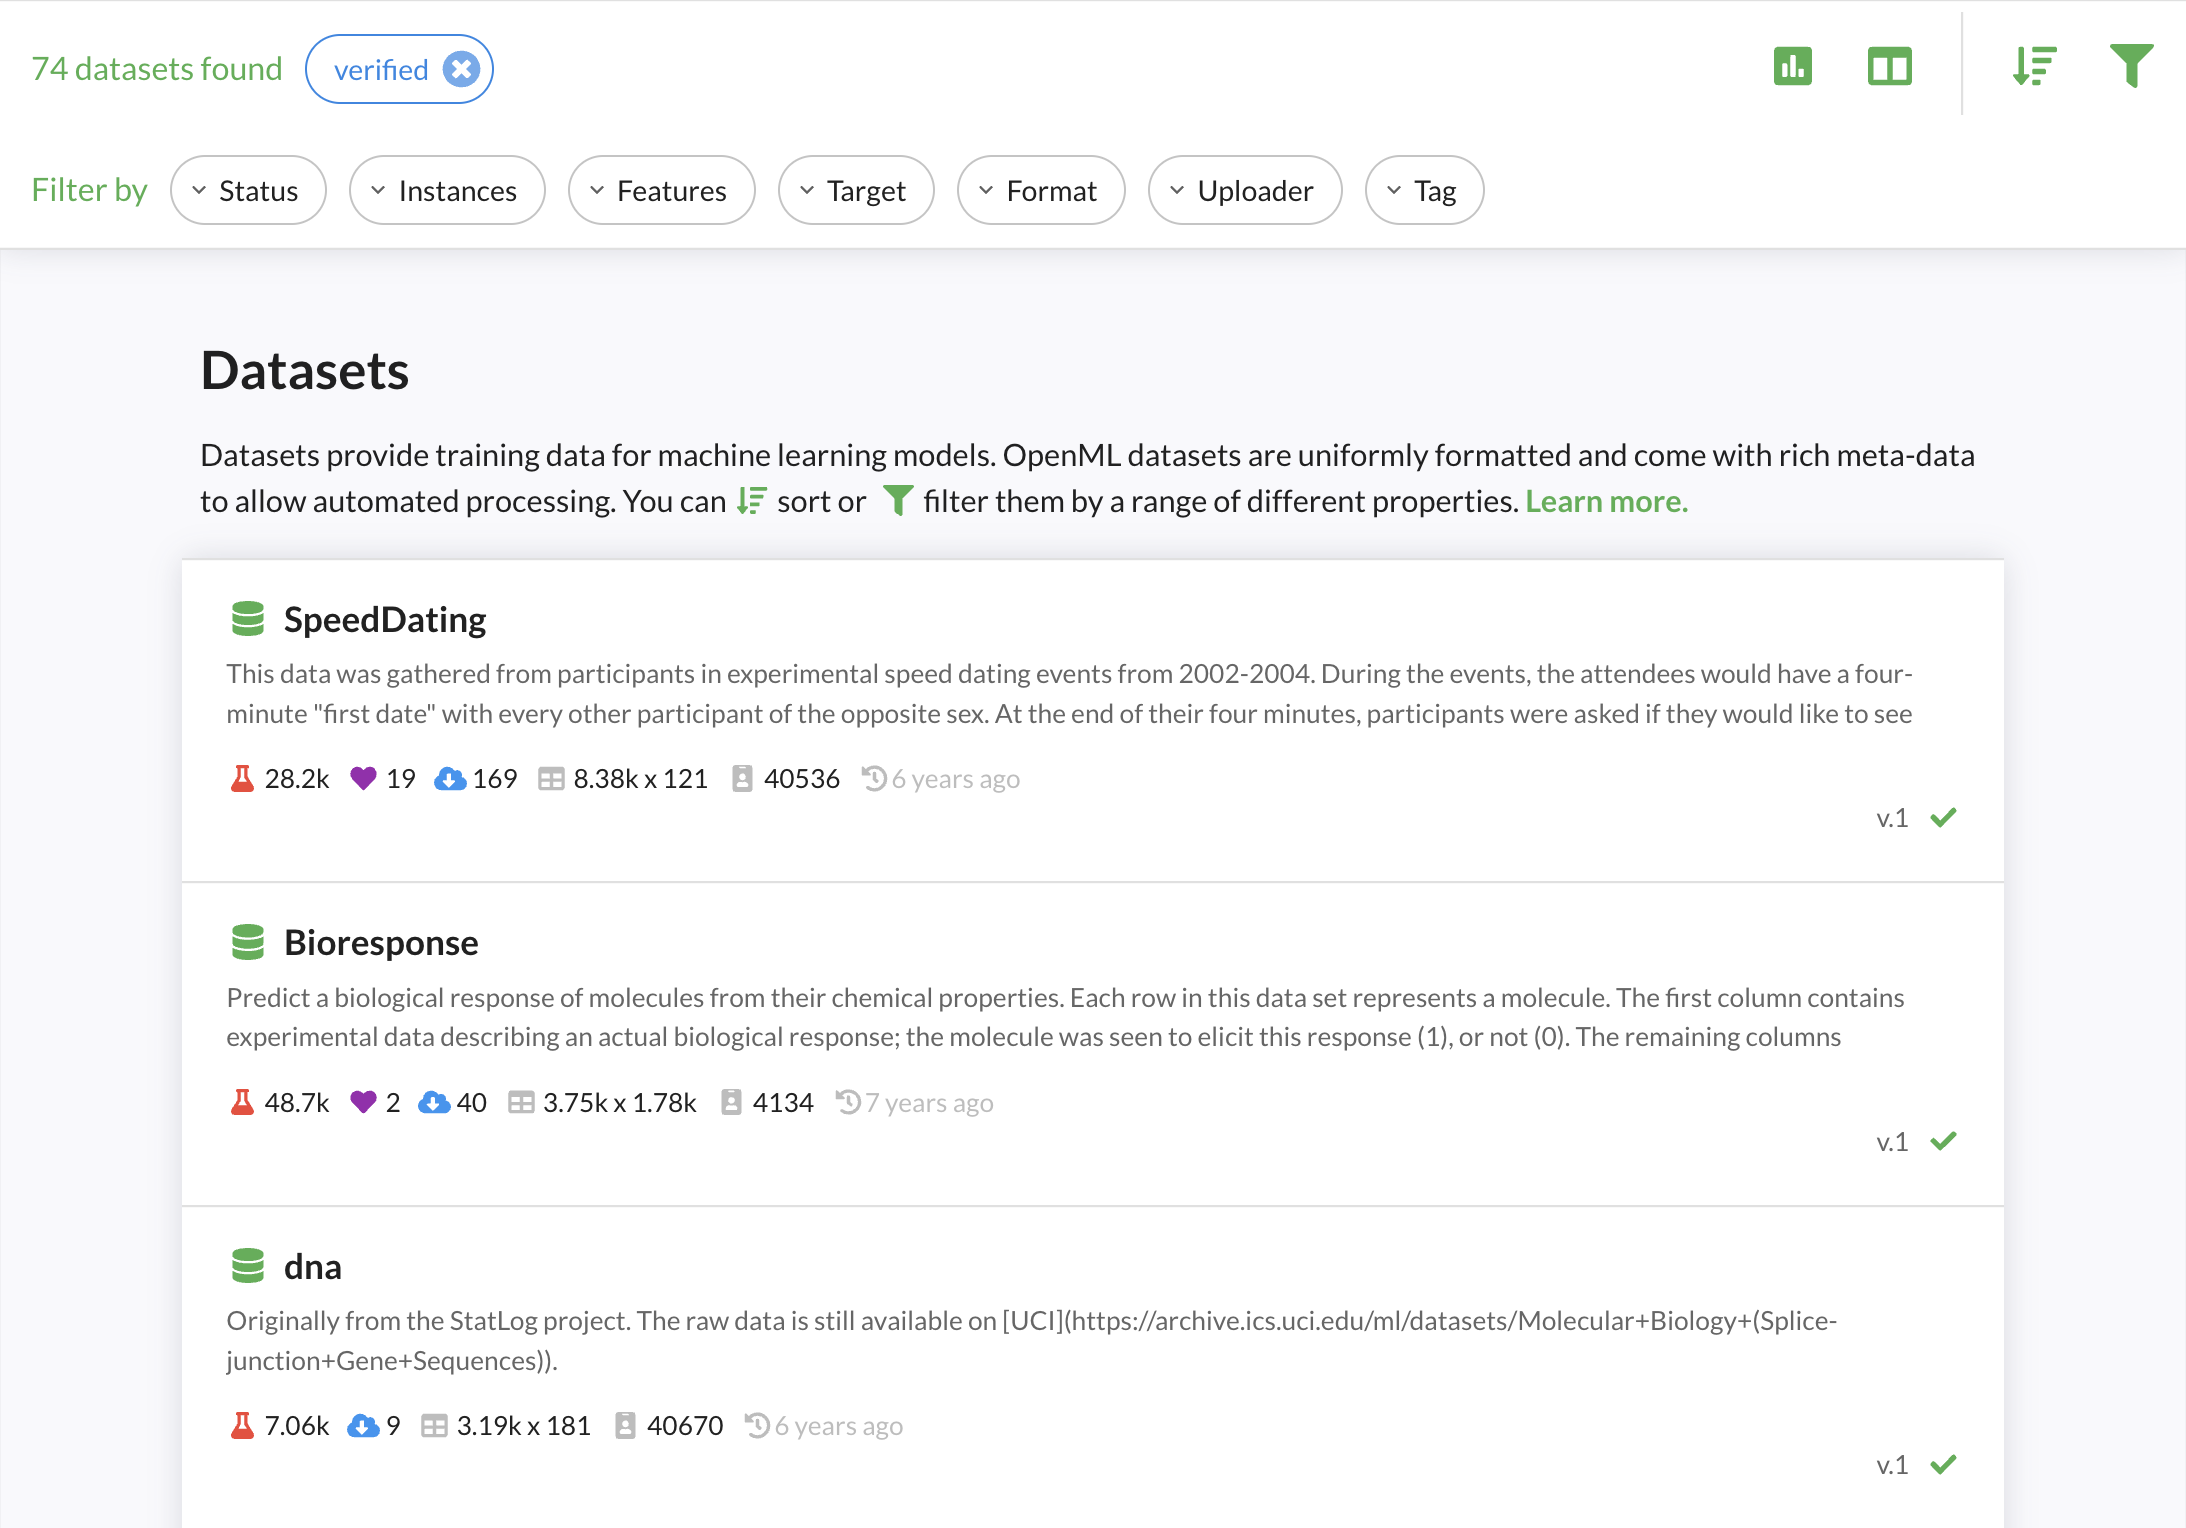 74 datasets found verified
Filter by Status Instances Features Target Format Uploader Tag
Datasets
Datasets provide training data for machine learning models. OpenML datasets are uniformly formatted and come with rich meta-data
to allow automated processing. You can sort or filter them by a range of different properties. Learn more.
SpeedDating
This data was gathered from participants in experimental speed dating events from 2002-2004. During the events, the attendees would have a four-
minute "first date" with every other participant of the opposite sex. At the end of their four minutes, participants were asked if they would like to see
28.2k 19 169 8.38k x 121 40536 6 years ago
v.1
Bioresponse
Predict a biological response of molecules from their chemical properties. Each row in this data set represents a molecule. The first column contains
experimental data describing an actual biological response; the molecule was seen to elicit this response (1), or not (0). The remaining columns
48.7k 2 40 3.75k x 1.78k 4134 7 years ago
v.1
dna
Originally from the StatLog project. The raw data is still available on [UCI](https://archive.ics.uci.edu/ml/datasets/Molecular+Biology+(Splice-
junction+Gene+Sequences)).
7.06k 9 3.19k x 181 40670 6 years ago
v.1